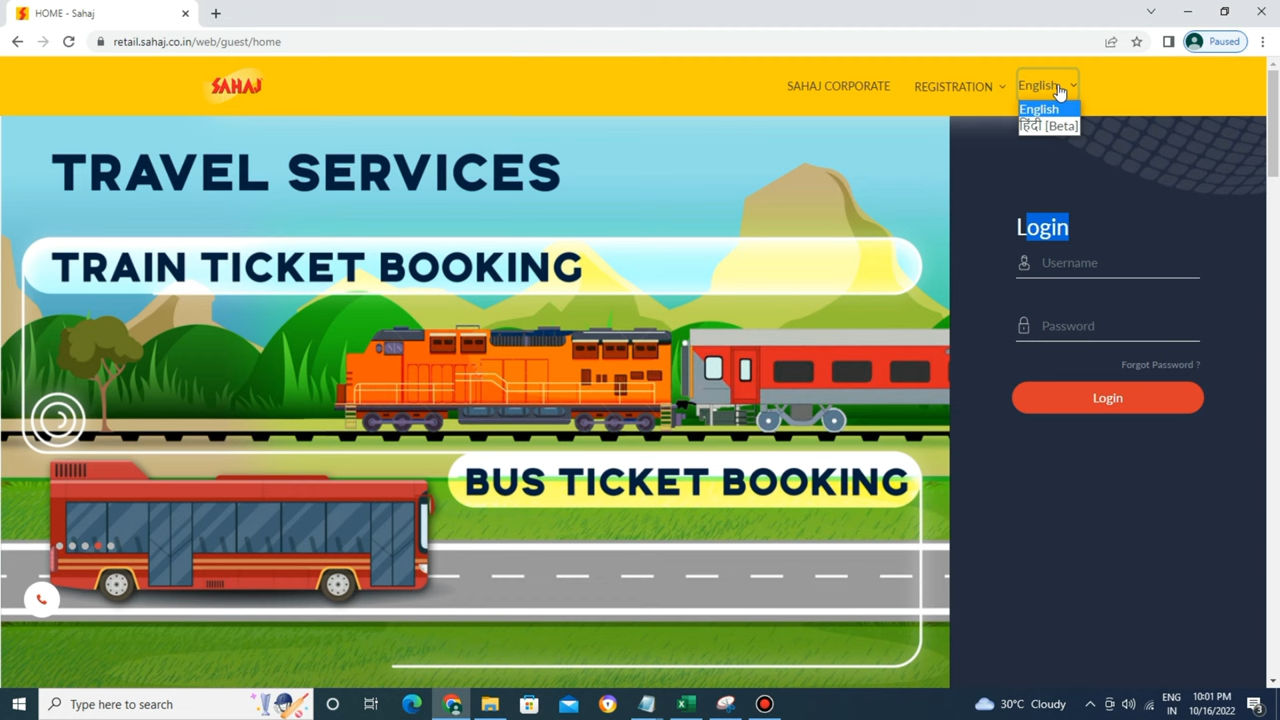 HOME - Sahaj
retail.sahaj.co.in/web/guest/home
Paused
SAHAJ
SAHAJ CORPORATE
REGISTRATION
English
English
हिंदी [Beta]
TRAVEL SERVICES
TRAIN TICKET BOOKING
BUS TICKET BOOKING
Login
Username
Password
Forgot Password ?
Login
Type here to search
30°C Cloudy
ENG
IN
10:01 PM
10/16/2022
3